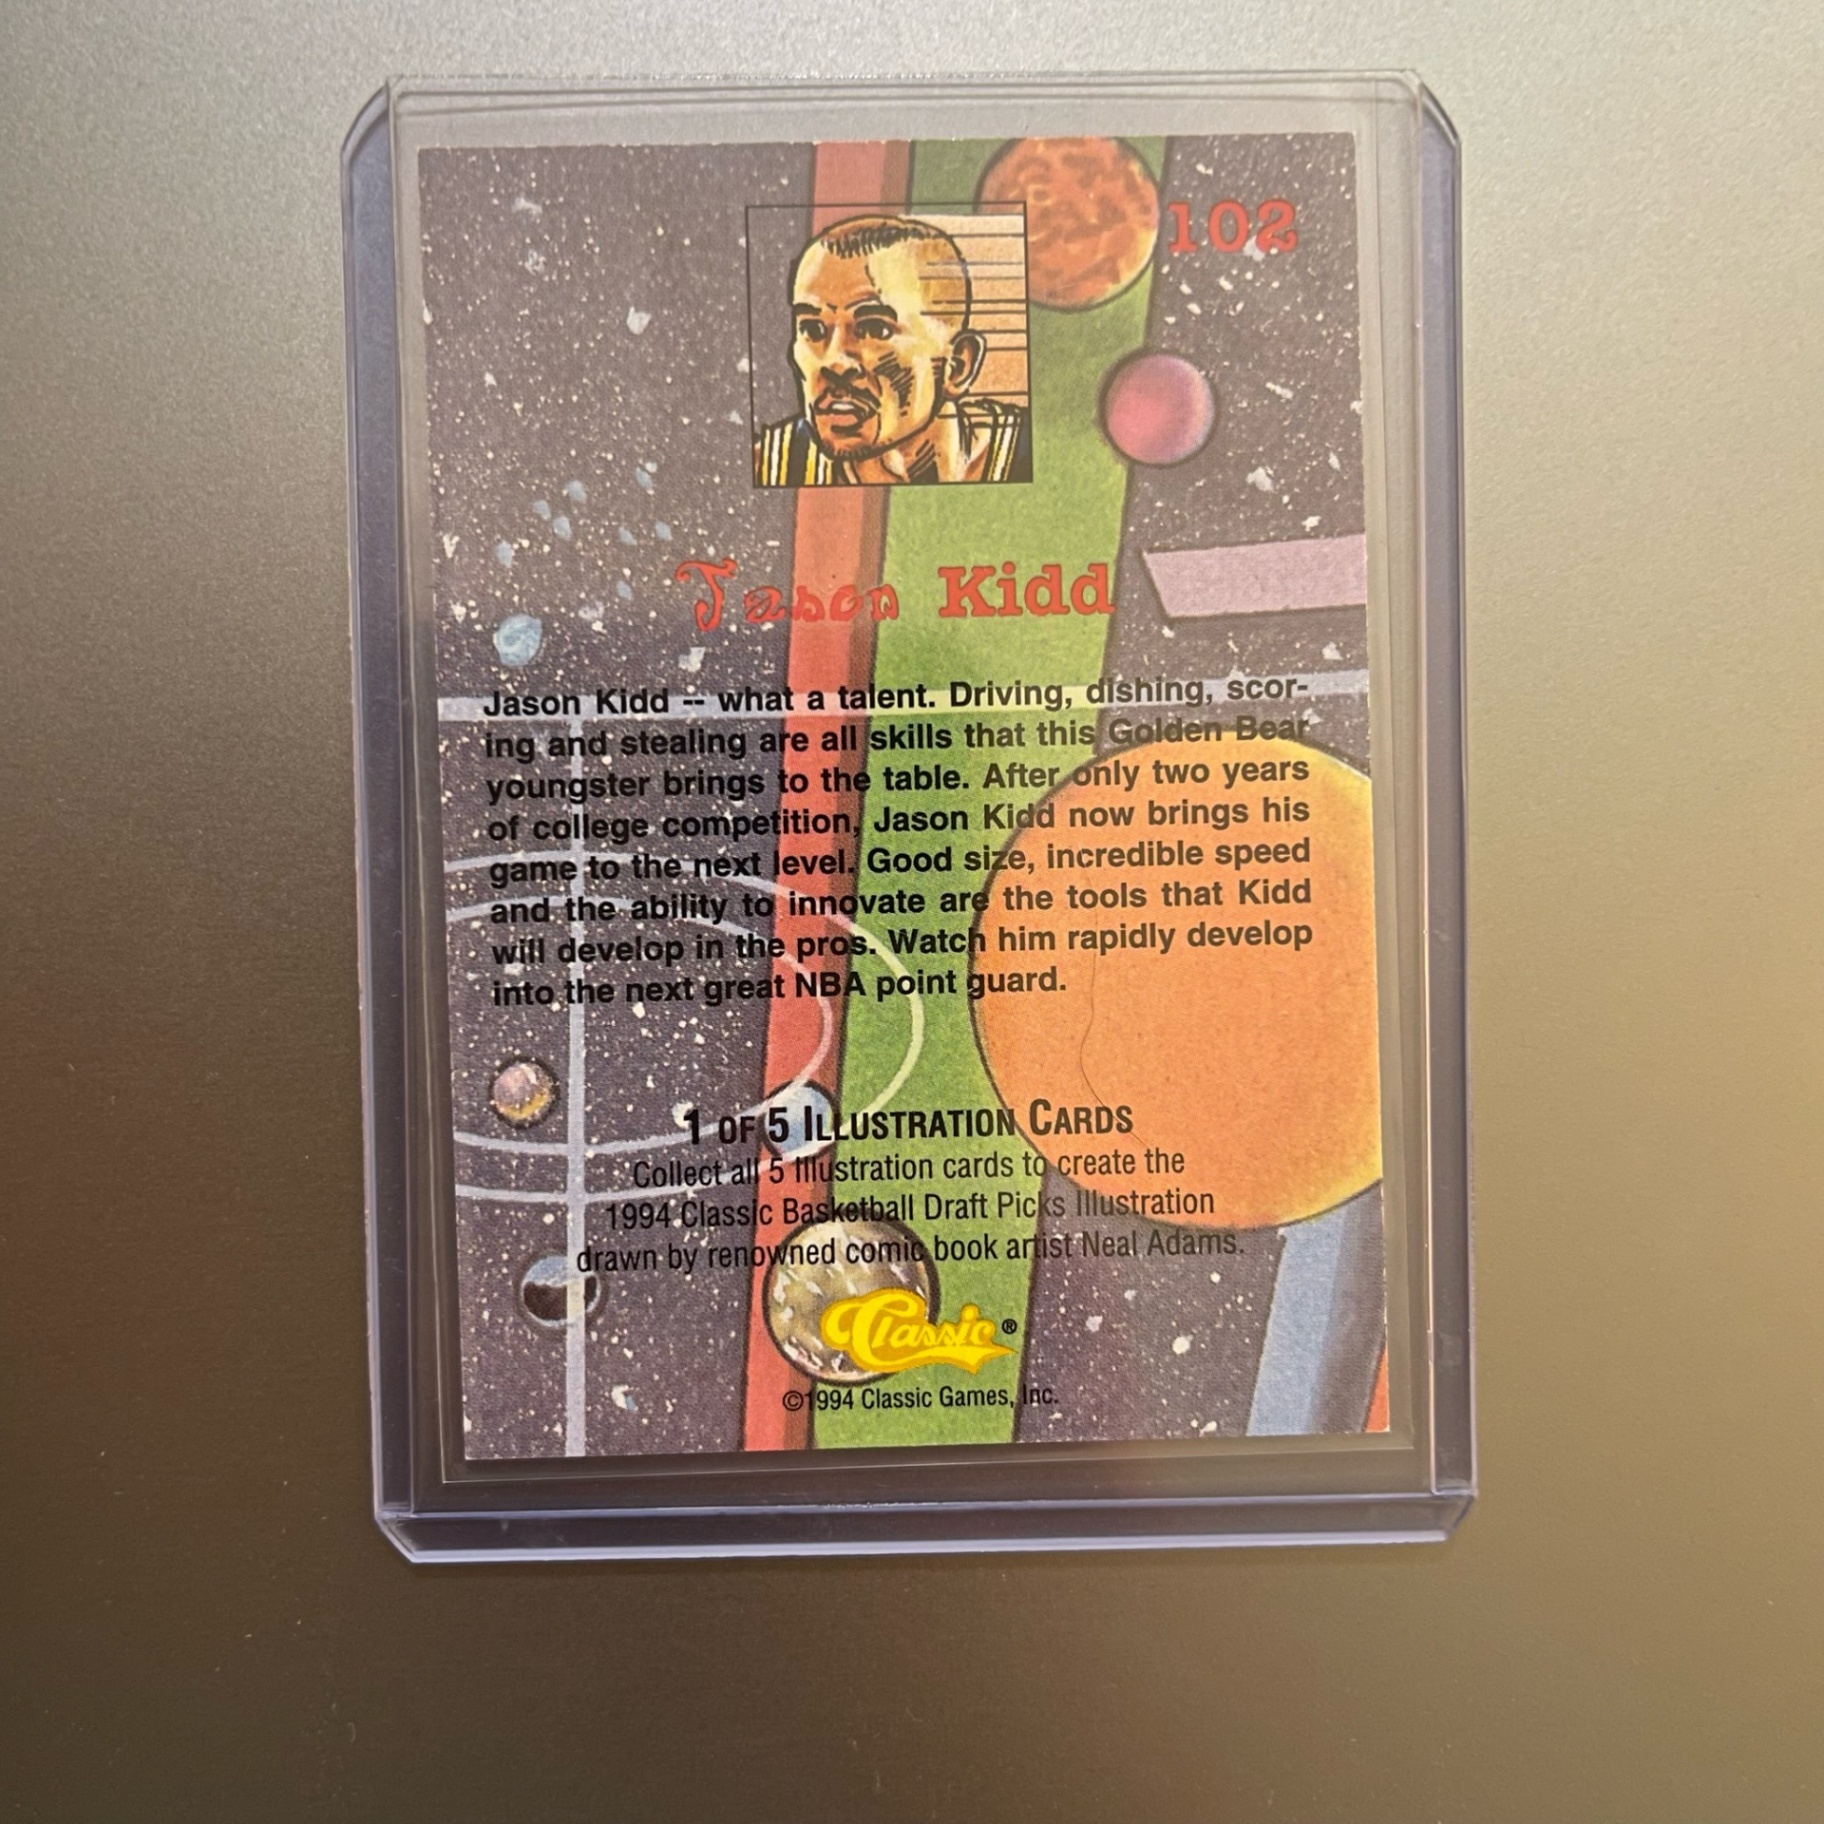 102
Jason Kidd
Jason Kidd -- what a talent. Driving, dishing, scor-
ing and stealing are all skills that this Golden Bear
youngster brings to the table. After only two years
of college competition, Jason Kidd now brings his
game to the next level. Good size, incredible speed
and the ability to innovate are the tools that Kidd
will develop in the pros. Watch him rapidly develop
into the next great NBA point guard.
1 OF 5 ILLUSTRATION CARDS
Collect all 5 Illustration cards to create the
1994 Classic Basketball Draft Picks Illustration
drawn by renowned comic book artist Neal Adams.
Classic ®
©1994 Classic Games, Inc.